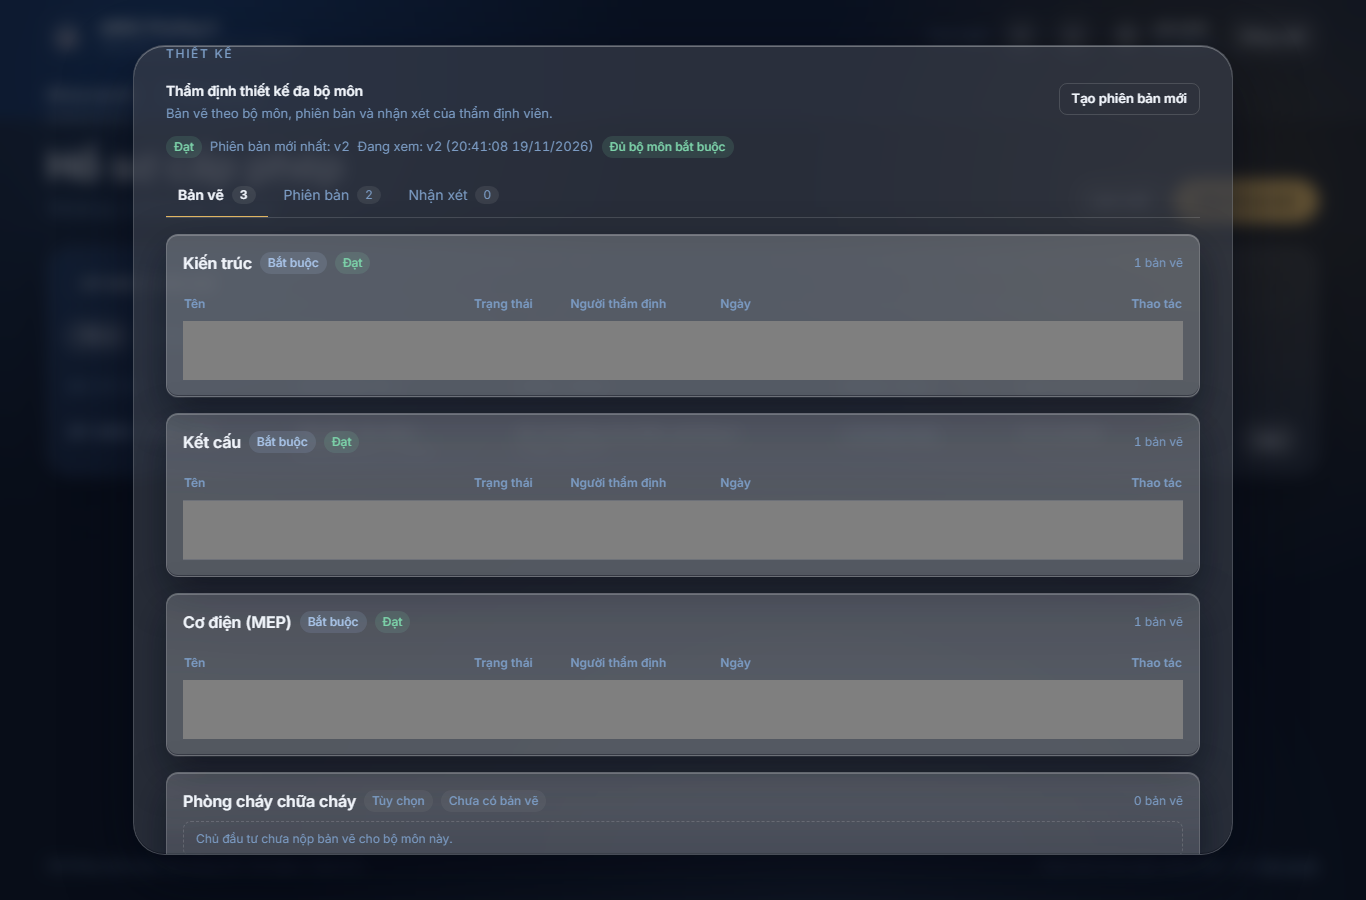 THIẾT KẾ
Thẩm định thiết kế đa bộ môn
Bản vẽ theo bộ môn, phiên bản và nhận xét của thẩm định viên.
Tạo phiên bản mới
Đạt Phiên bản mới nhất: v2 Đang xem: v2 (20:41:08 19/11/2026) Đủ bộ môn bắt buộc
Bản vẽ 3 Phiên bản 2 Nhận xét 0
Kiến trúc Bắt buộc Đạt 1 bản vẽ
Tên Trạng thái Người thẩm định Ngày Thao tác
Kết cấu Bắt buộc Đạt 1 bản vẽ
Tên Trạng thái Người thẩm định Ngày Thao tác
Cơ điện (MEP) Bắt buộc Đạt 1 bản vẽ
Tên Trạng thái Người thẩm định Ngày Thao tác
Phòng cháy chữa cháy Tùy chọn Chưa có bản vẽ 0 bản vẽ
Chủ đầu tư chưa nộp bản vẽ cho bộ môn này.